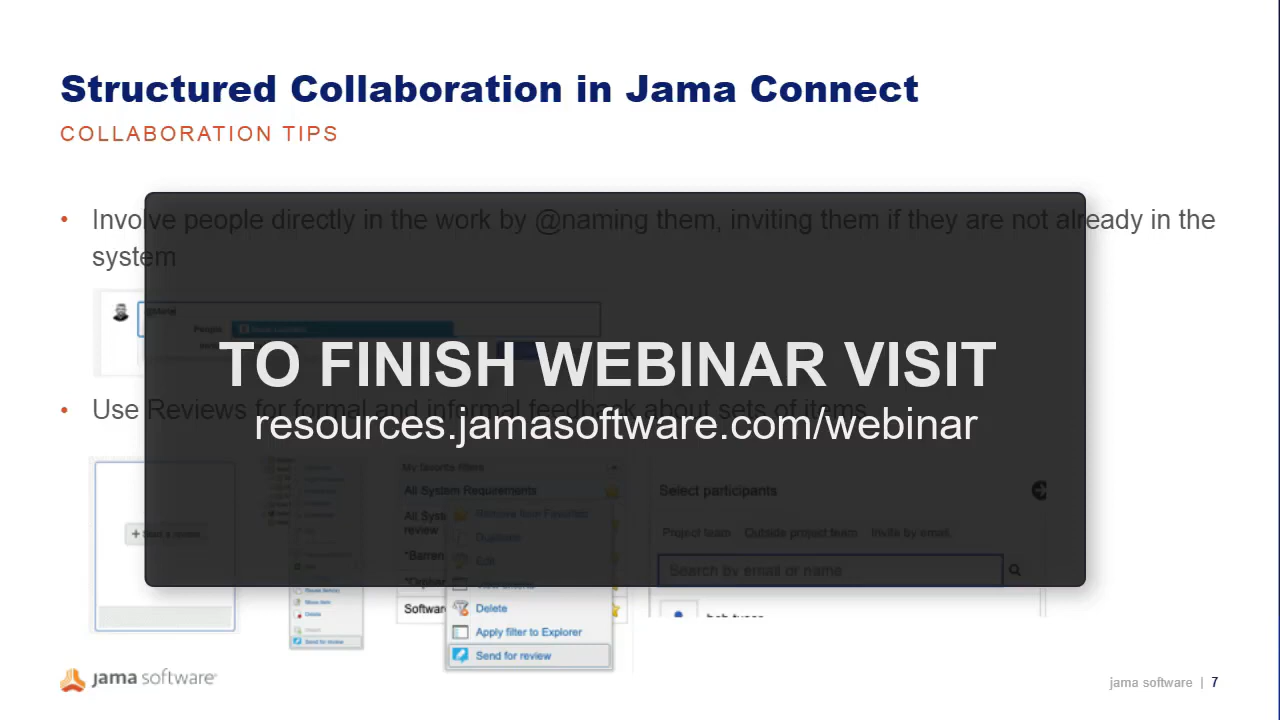 Structured Collaboration in Jama Connect
COLLABORATION TIPS
• Involve people directly in the work by @naming them, inviting them if they are not already in the
system
People
• Use Reviews for formal and informal feedback about sets of items
TO FINISH WEBINAR VISIT
resources.jamasoftware.com/webinar
My favorite filters
All System Requirements
All Syst
review
*Barren
*Orphan
Software
Remove from Favorites
Duplicate
Edit
View criteria
Delete
Apply filter to Explorer
Send for review
Delete
Send for review
Select participants
Project team Outside project team Invite by email
Search by email or name
jama software
jama software | 7